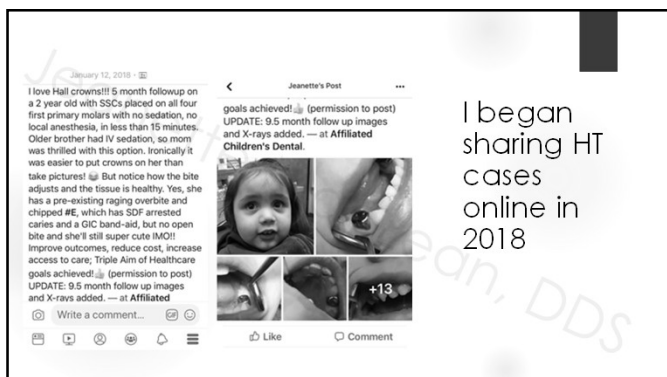 January 12, 2018 ·
I love Hall crowns!!! 5 month followup on
a 2 year old with SSCs placed on all four
first primary molars with no sedation, no
local anesthesia, in less than 15 minutes.
Older brother had IV sedation, so mom
was thrilled with this option. Ironically it
was easier to put crowns on her than
take pictures! 😂 But notice how the bite
adjusts and the tissue is healthy. Yes, she
has a pre-existing raging overbite and
chipped #E, which has SDF arrested
caries and a GIC band-aid, but no open
bite and she'll still super cute IMO!!
Improve outcomes, reduce cost, increase
access to care; Triple Aim of Healthcare
goals achieved!👍 (permission to post)
UPDATE: 9.5 month follow up images
and X-rays added. — at Affiliated
Write a comment...
GIF
Jeanette's Post
goals achieved!👍 (permission to post)
UPDATE: 9.5 month follow up images
and X-rays added. — at Affiliated
Children's Dental.
+13
Like Comment
I began
sharing HT
cases
online in
2018
DDS